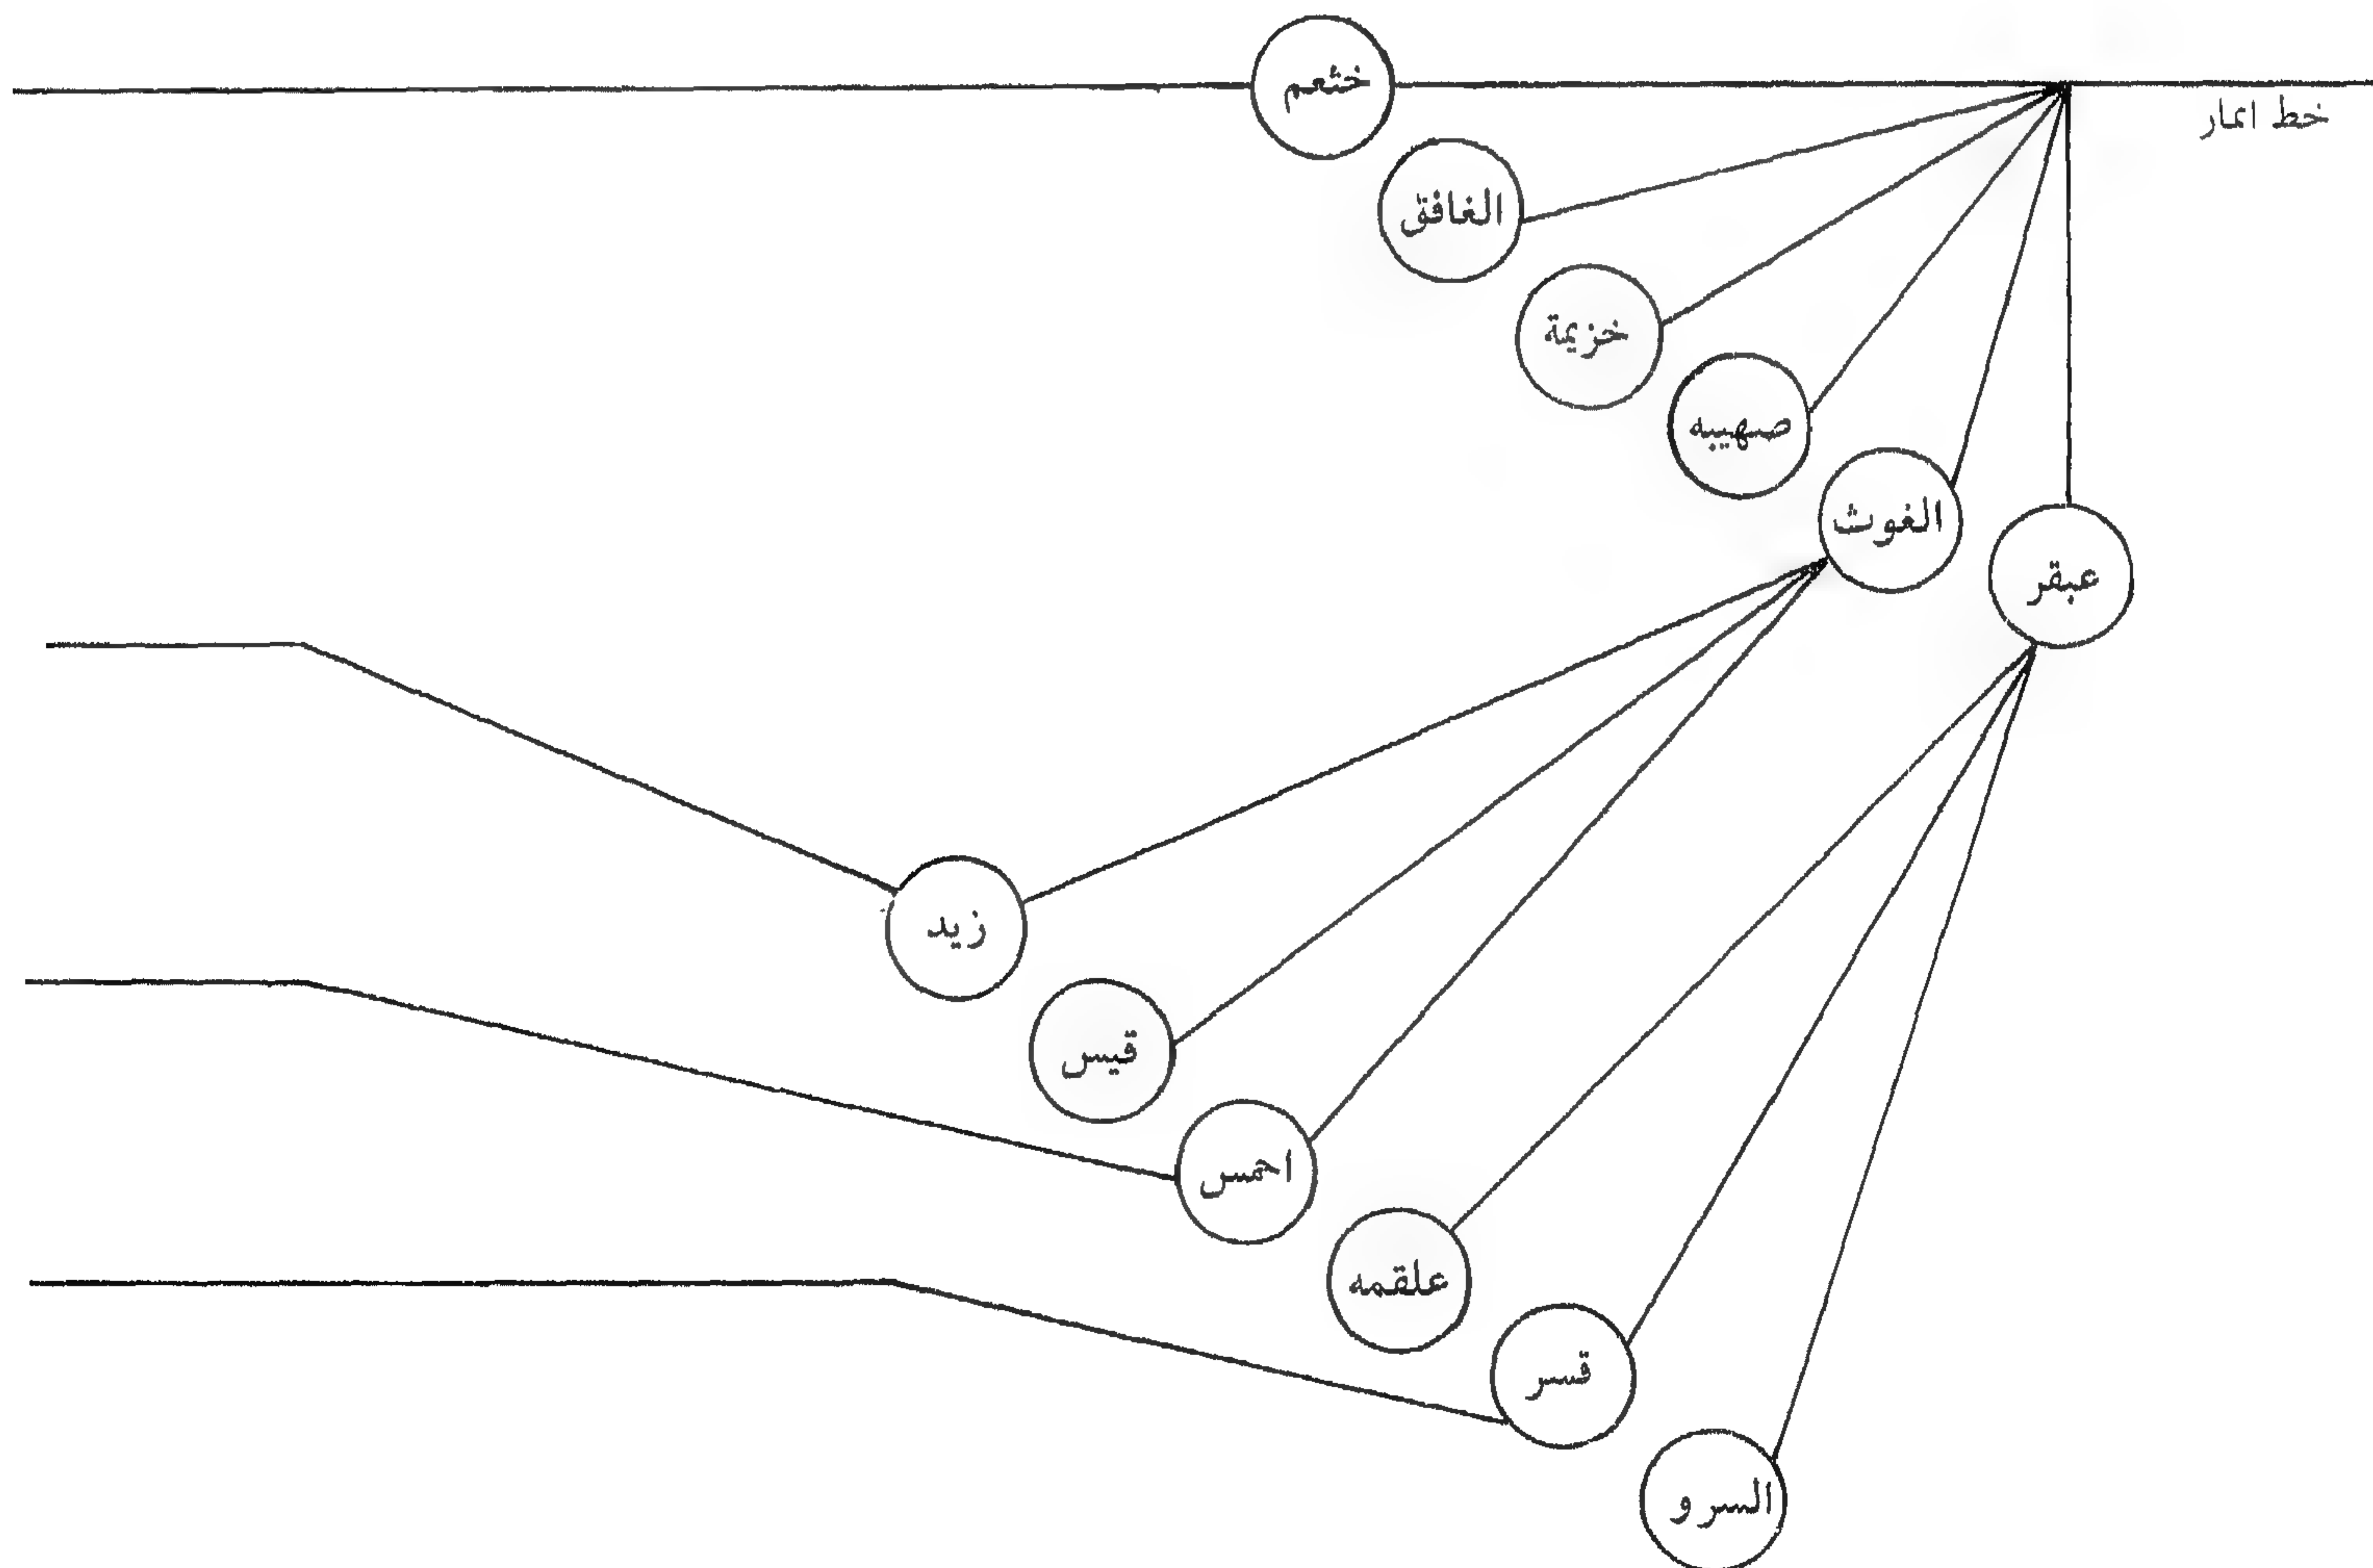 خثعم
خط انمار
الغافق
خزيمة
صهيبه
الغوث
عبقر
زيد
قيس
احمس
علقمه
قسر
السرو